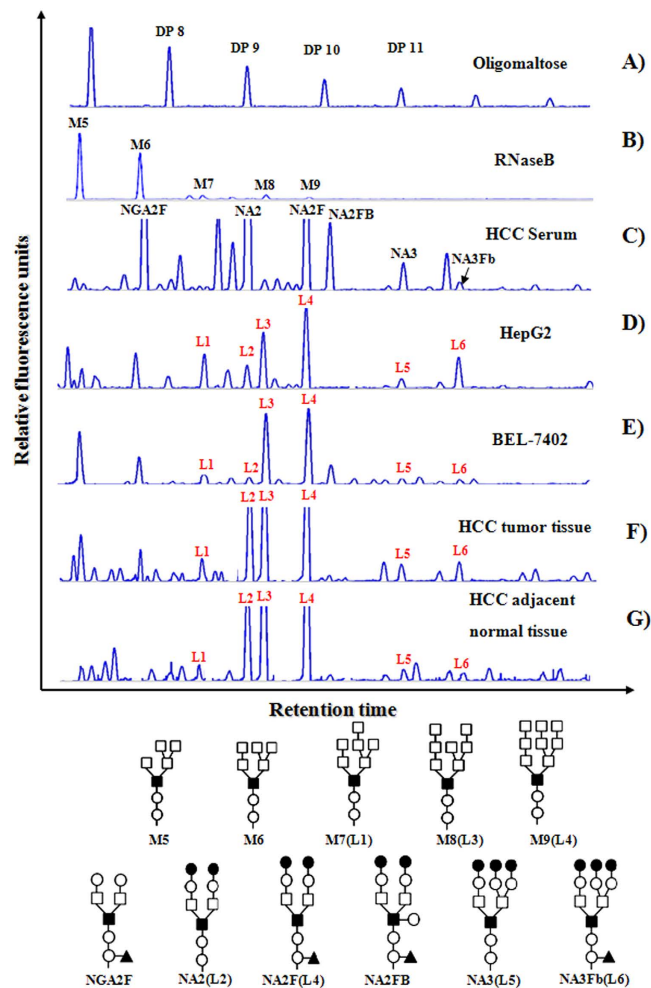 DP 8
DP 9
DP 10
DP 11
Oligomaltose
A)
M5
M6
M7
M8
M9
RNaseB
B)
NGA2F
NA2
NA2F
NA2FB
NA3
NA3Fb
HCC Serum
C)
L1
L2
L3
L4
L5
L6
HepG2
D)
L1
L2
L3
L4
L5
L6
BEL-7402
E)
L1
L2
L3
L4
L5
L6
HCC tumor tissue
F)
L1
L2
L3
L4
L5
L6
HCC adjacent
normal tissue
G)
Relative fluorescence units
Retention time
M5
M6
M7(L1)
M8(L3)
M9(L4)
NGA2F
NA2(L2)
NA2F(L4)
NA2FB
NA3(L5)
NA3Fb(L6)